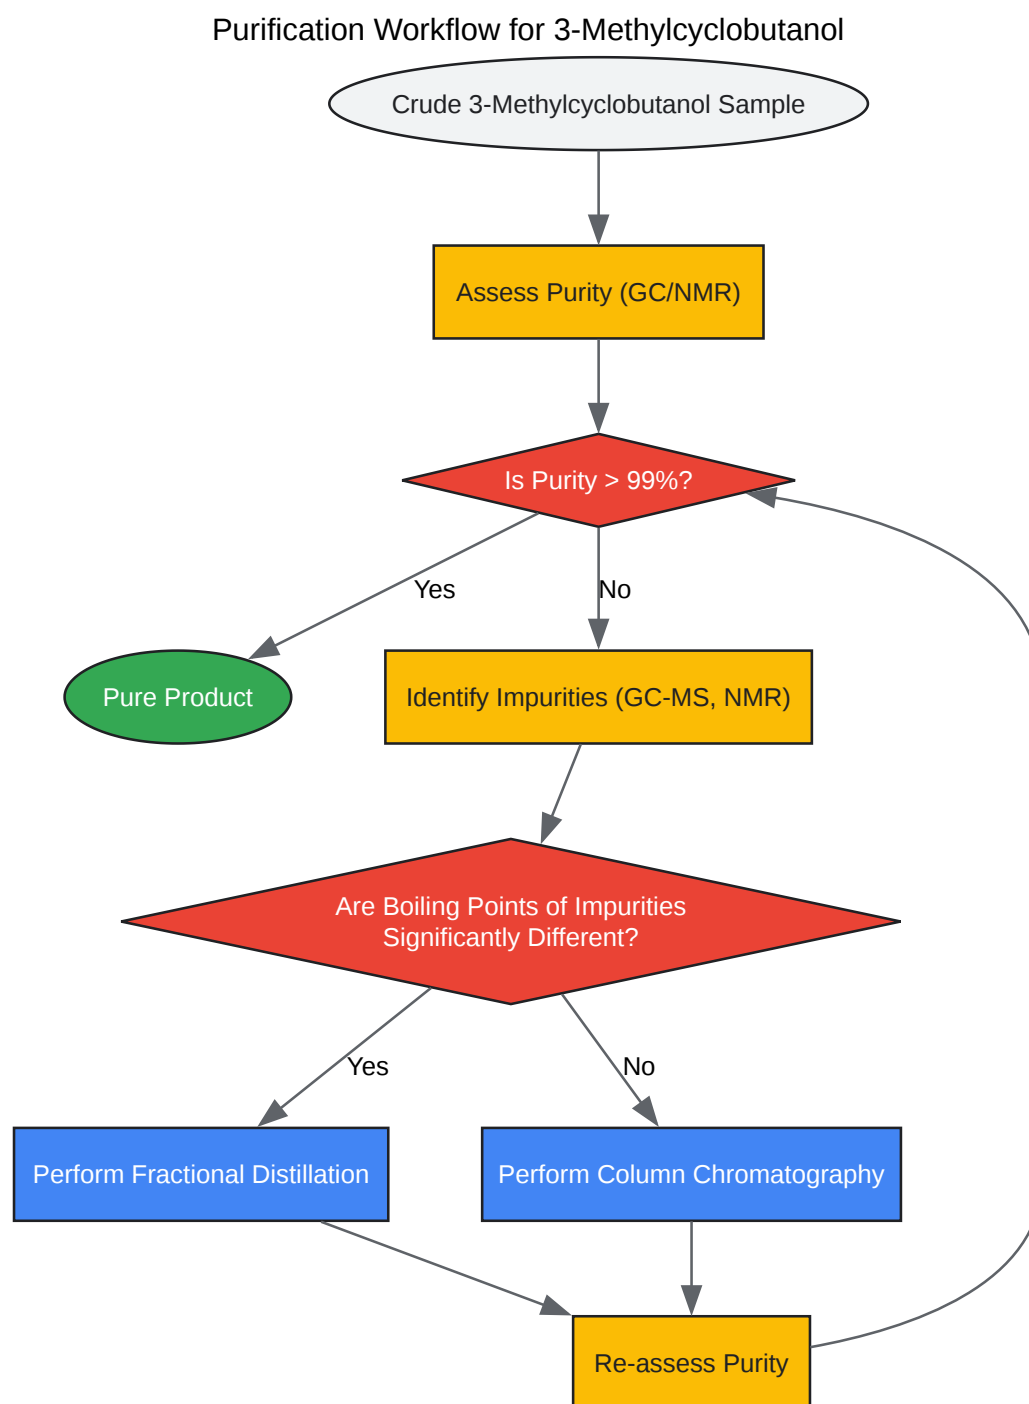 Purification Workflow for 3-Methylcyclobutanol
Crude 3-Methylcyclobutanol Sample
Assess Purity (GC/NMR)
Is Purity > 99%?
Yes
No
Pure Product
Identify Impurities (GC-MS, NMR)
Are Boiling Points of Impurities
Significantly Different?
Yes
No
Perform Fractional Distillation
Perform Column Chromatography
Re-assess Purity